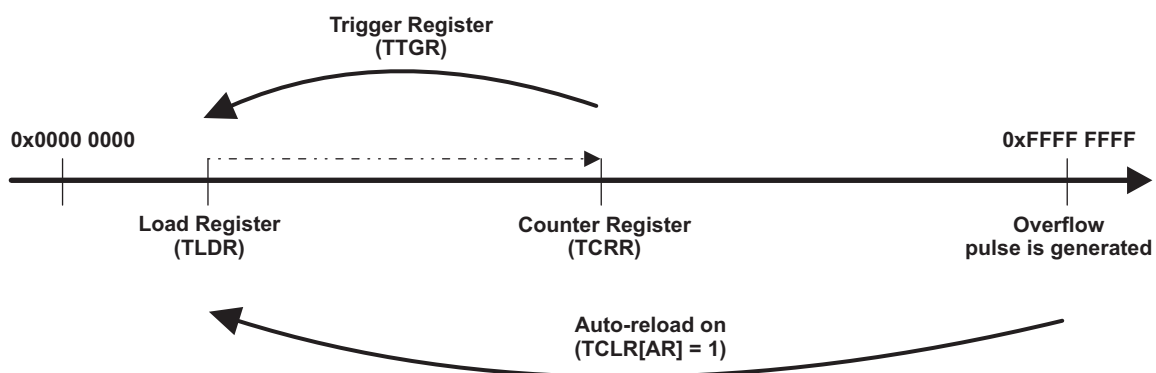 Trigger Register
(TTGR)
0x0000 0000
0xFFFF FFFF
Load Register
(TLDR)
Counter Register
(TCRR)
Overflow
pulse is generated
Auto-reload on
(TCLR[AR] = 1)